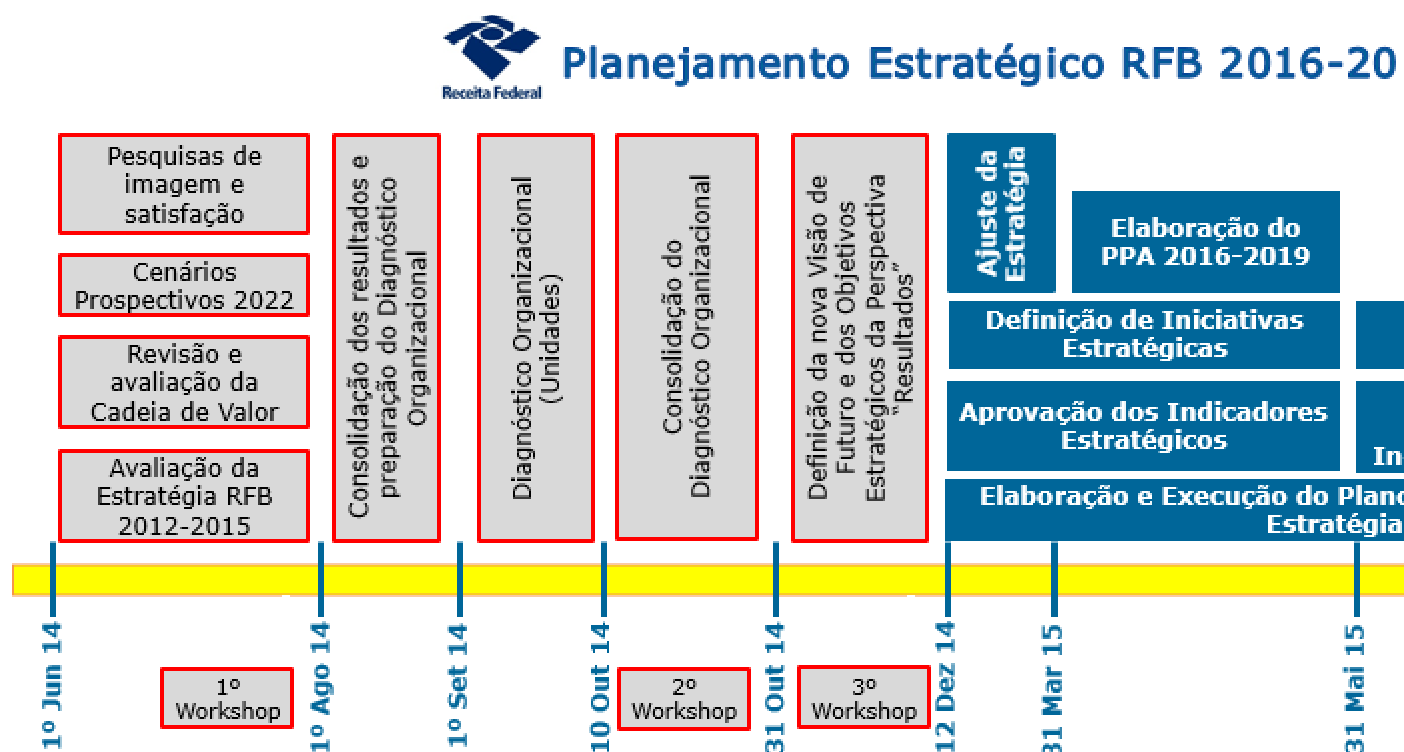 Receita Federal
Planejamento Estratégico RFB 2016-20
Pesquisas de
imagem e
satisfação
Cenários
Prospectivos 2022
Revisão e
avaliação da
Cadeia de Valor
Avaliação da
Estratégia RFB
2012-2015
Consolidação dos resultados e
preparação do Diagnóstico
Organizacional
Diagnóstico Organizacional
(Unidades)
Consolidação do
Diagnóstico Organizacional
Definição da nova Visão de
Futuro e dos Objetivos
Estratégicos da Perspectiva
“Resultados”
Ajuste da
Estratégia
Elaboração do
PPA 2016-2019
Definição de Iniciativas
Estratégicas
Aprovação dos Indicadores
Estratégicos
Elaboração e Execução do
Estratégia
1º Jun 14
1º Ago 14
1º Set 14
10 Out 14
31 Out 14
12 Dez 14
31 Mar 15
31 Mai 15
1º
Workshop
2º
Workshop
3º
Workshop